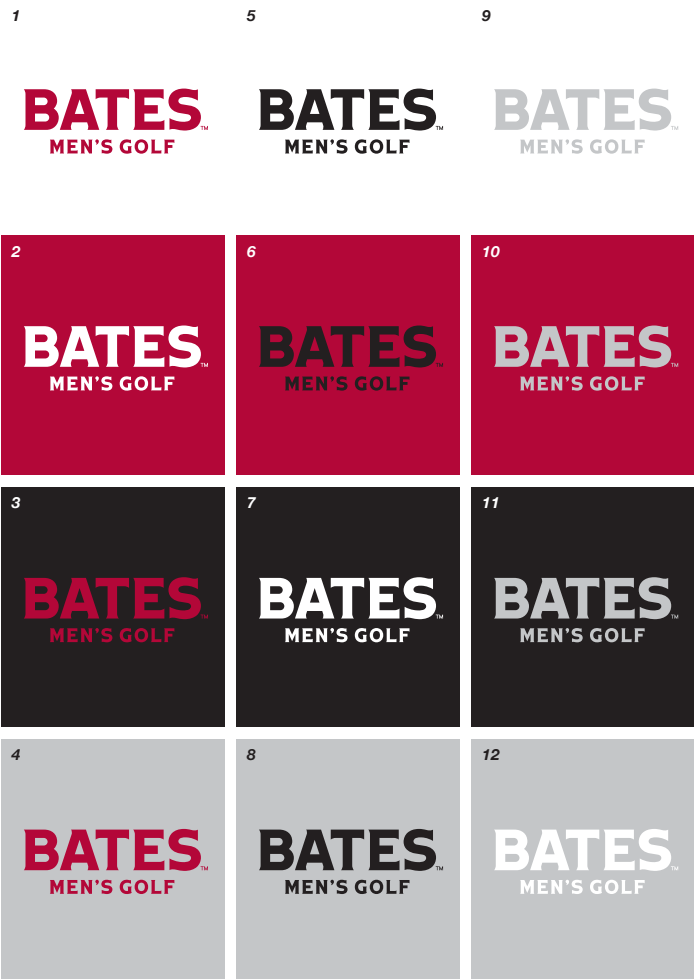 1
BATES™
MEN’S GOLF
5
BATES™
MEN’S GOLF
9
BATES™
MEN’S GOLF
2
BATES™
MEN’S GOLF
6
BATES™
MEN’S GOLF
10
BATES™
MEN’S GOLF
3
BATES™
MEN’S GOLF
7
BATES™
MEN’S GOLF
11
BATES™
MEN’S GOLF
4
BATES™
MEN’S GOLF
8
BATES™
MEN’S GOLF
12
BATES™
MEN’S GOLF